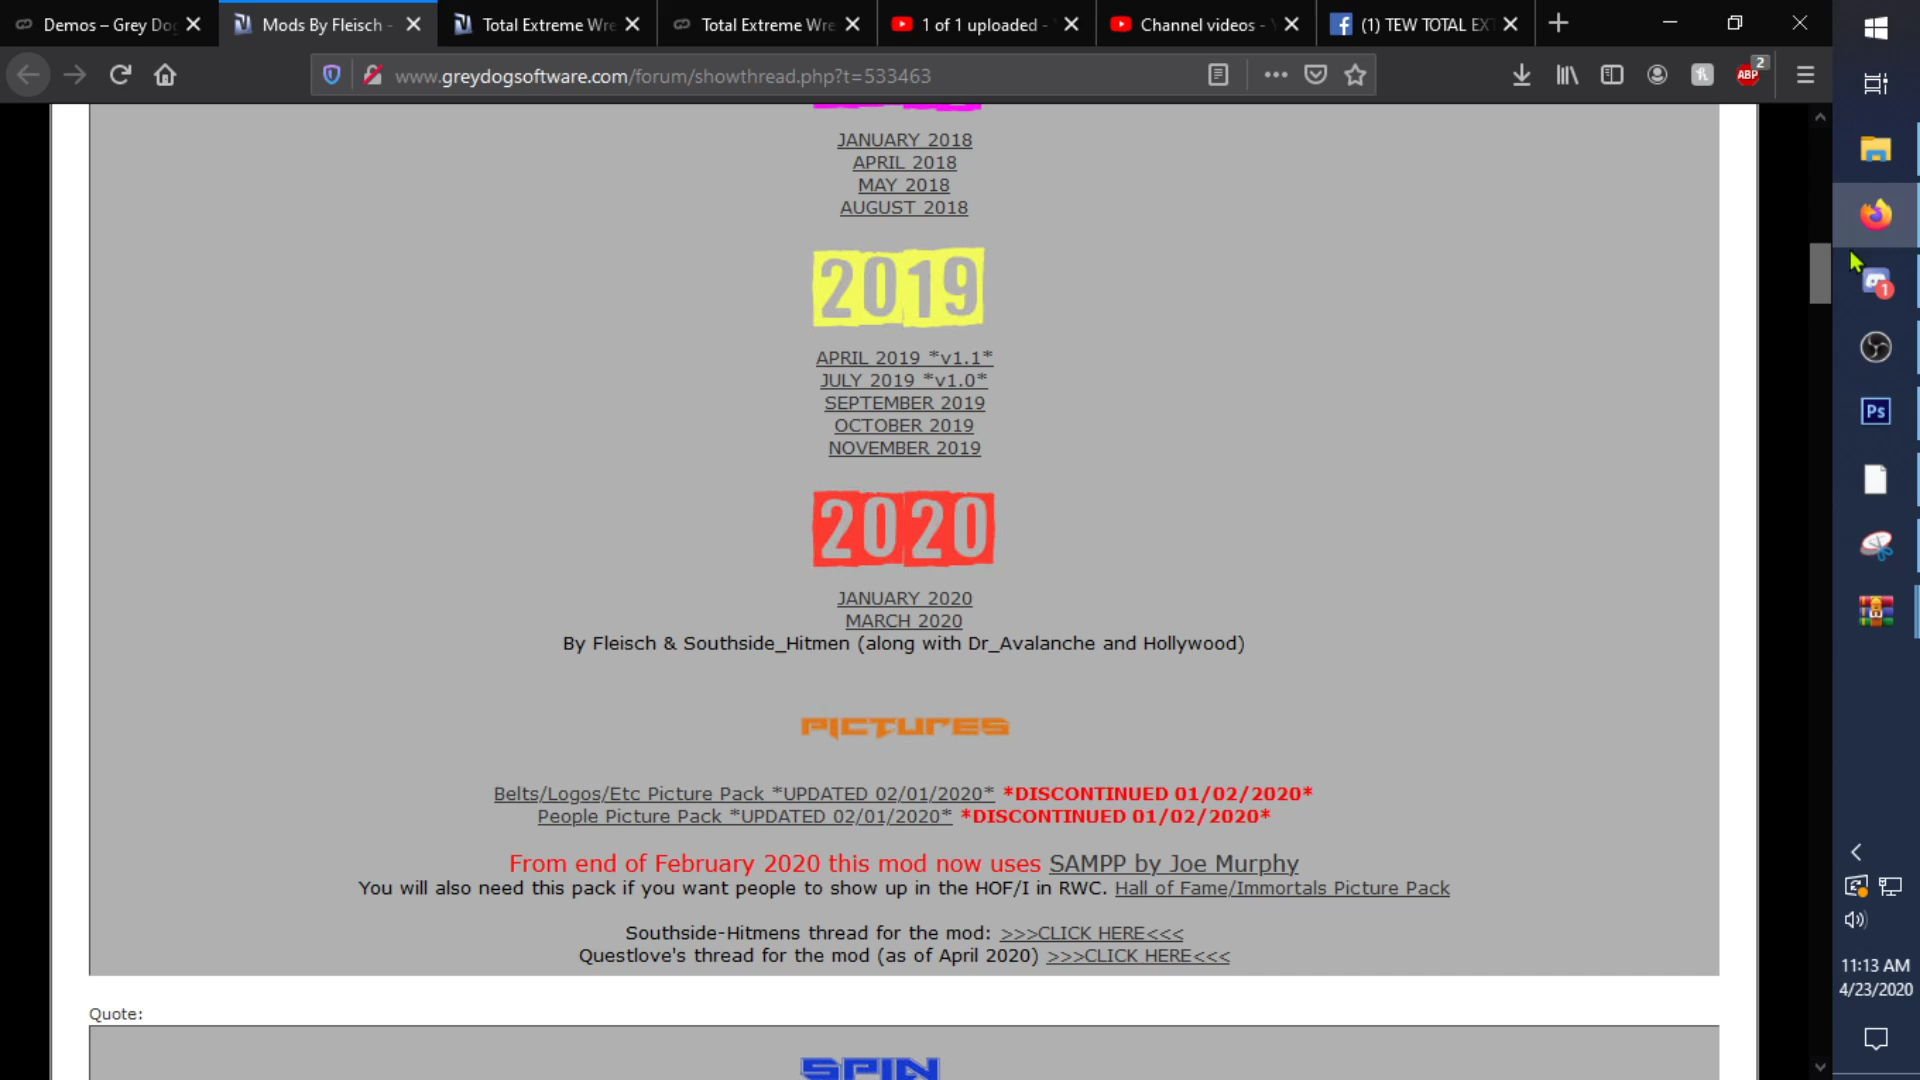 Demos – Grey Do
Mods By Fleisch -
Total Extreme Wre
Total Extreme Wre
1 of 1 uploaded -
Channel videos -
(1) TEW TOTAL EX
www.greydogsoftware.com/forum/showthread.php?t=533463
ABP
2
JANUARY 2018
APRIL 2018
MAY 2018
AUGUST 2018
2019
APRIL 2019 *v1.1*
JULY 2019 *v1.0*
SEPTEMBER 2019
OCTOBER 2019
NOVEMBER 2019
2020
JANUARY 2020
MARCH 2020
By Fleisch & Southside_Hitmen (along with Dr_Avalanche and Hollywood)
PICTURES
Belts/Logos/Etc Picture Pack *UPDATED 02/01/2020* *DISCONTINUED 01/02/2020*
People Picture Pack *UPDATED 02/01/2020* *DISCONTINUED 01/02/2020*
From end of February 2020 this mod now uses SAMPP by Joe Murphy
You will also need this pack if you want people to show up in the HOF/I in RWC. Hall of Fame/Immortals Picture Pack
Southside-Hitmens thread for the mod: >>>CLICK HERE<<<
Questlove's thread for the mod (as of April 2020) >>>CLICK HERE<<<
Quote:
SPIN
1
Ps
11:13 AM
4/23/2020